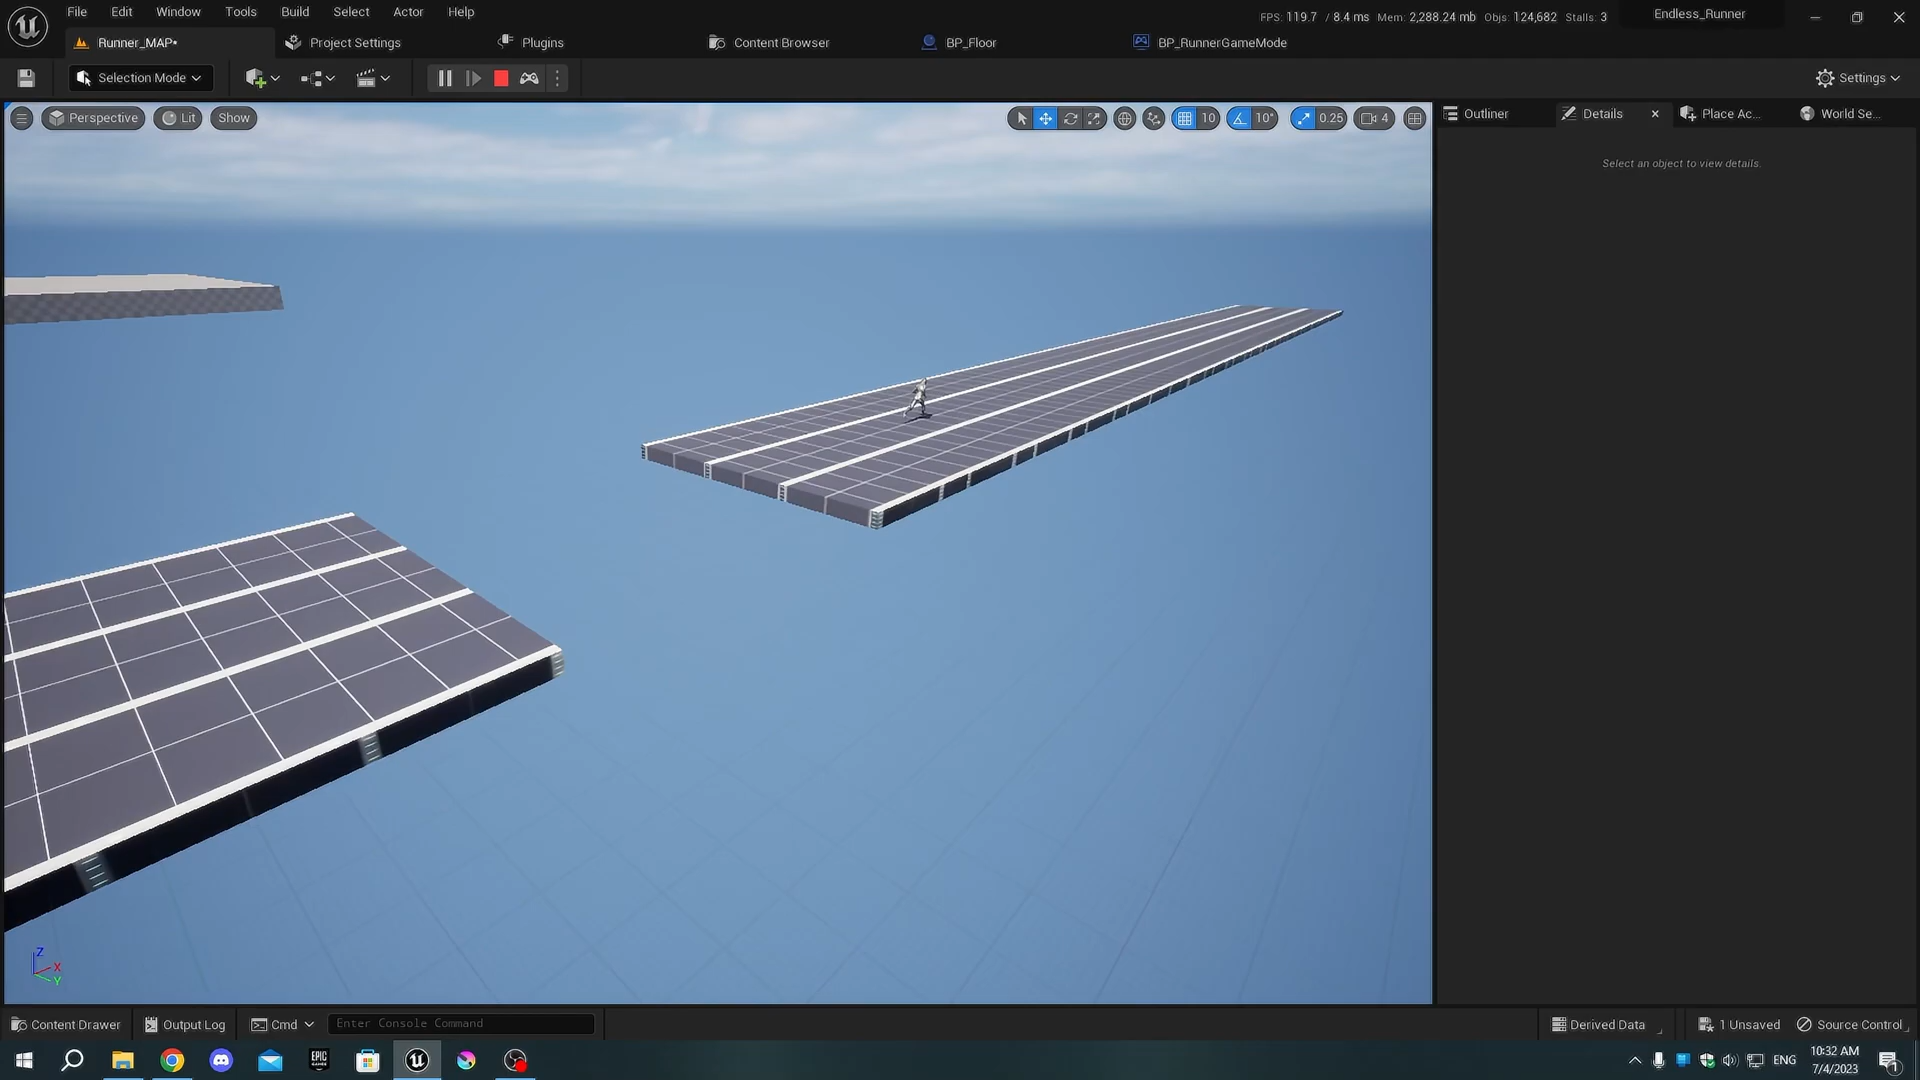 File Edit Window Tools Build Select Actor Help
FPS: 119.7 / 8.4 ms Mem: 2,288.24 mb Objs: 124,682 Stalls: 3
Endless_Runner
Runner_MAP*
Project Settings
Plugins
Content Browser
BP_Floor
BP_RunnerGameMode
Selection Mode
Settings
Perspective
Lit
Show
10
10°
0.25
4
Outliner
Details
Place Ac...
World Se...
Select an object to view details.
Z
X
Y
Content Drawer
Output Log
Cmd
Enter Console Command
Derived Data
1 Unsaved
Source Control
EPIC
GAMES
ENG
10:32 AM
7/4/2023
1